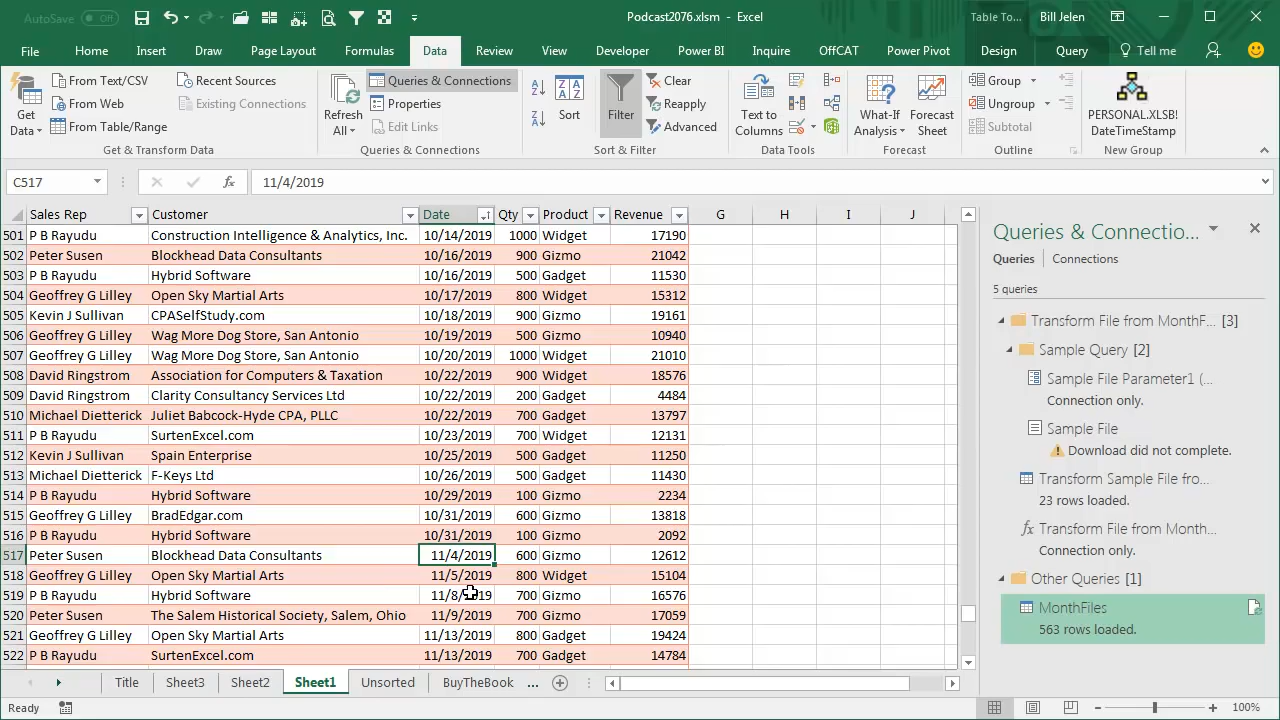 AutoSave Off Podcast2076.xlsm - Excel Table To... Bill Jelen
File Home Insert Draw Page Layout Formulas Data Review View Developer Power BI Inquire OffCAT Power Pivot Design Query Tell me
Get Data From Text/CSV From Web From Table/Range Recent Sources Existing Connections
Get & Transform Data
Refresh All Queries & Connections Properties Edit Links
Queries & Connections
Sort Filter Clear Reapply Advanced
Sort & Filter
Text to Columns
Data Tools
What-If Analysis Forecast Sheet
Forecast
Group Ungroup Subtotal
Outline
PERSONAL.XLSB! DateTimeStamp
New Group
C517 fx 11/4/2019
Sales Rep Customer Date Qty Product Revenue G H I J
501 P B Rayudu Construction Intelligence & Analytics, Inc. 10/14/2019 1000 Widget 17190
502 Peter Susen Blockhead Data Consultants 10/16/2019 900 Gizmo 21042
503 P B Rayudu Hybrid Software 10/16/2019 500 Gadget 11530
504 Geoffrey G Lilley Open Sky Martial Arts 10/17/2019 800 Widget 15312
505 Kevin J Sullivan CPASelfStudy.com 10/18/2019 900 Gizmo 19161
506 Geoffrey G Lilley Wag More Dog Store, San Antonio 10/19/2019 500 Gizmo 10940
507 Geoffrey G Lilley Wag More Dog Store, San Antonio 10/20/2019 1000 Widget 21010
508 David Ringstrom Association for Computers & Taxation 10/22/2019 900 Widget 18576
509 David Ringstrom Clarity Consultancy Services Ltd 10/22/2019 200 Gadget 4484
510 Michael Dietterick Juliet Babcock-Hyde CPA, PLLC 10/22/2019 700 Gadget 13797
511 P B Rayudu SurtenExcel.com 10/23/2019 700 Widget 12131
512 Kevin J Sullivan Spain Enterprise 10/25/2019 500 Gadget 11250
513 Michael Dietterick F-Keys Ltd 10/26/2019 500 Gadget 11430
514 P B Rayudu Hybrid Software 10/29/2019 100 Gizmo 2234
515 Geoffrey G Lilley BradEdgar.com 10/31/2019 600 Gizmo 13818
516 P B Rayudu Hybrid Software 10/31/2019 100 Gizmo 2092
517 Peter Susen Blockhead Data Consultants 11/4/2019 600 Gizmo 12612
518 Geoffrey G Lilley Open Sky Martial Arts 11/5/2019 800 Widget 15104
519 P B Rayudu Hybrid Software 11/8/2019 700 Gizmo 16576
520 Peter Susen The Salem Historical Society, Salem, Ohio 11/9/2019 700 Gizmo 17059
521 Geoffrey G Lilley Open Sky Martial Arts 11/13/2019 800 Gadget 19424
522 P B Rayudu SurtenExcel.com 11/13/2019 700 Gadget 14784
Queries & Connectio...
Queries Connections
5 queries
Transform File from MonthF... [3]
Sample Query [2]
Sample File Parameter1 (...
Connection only.
Sample File
Download did not complete.
Transform Sample File fro...
23 rows loaded.
fx Transform File from Month...
Connection only.
Other Queries [1]
MonthFiles
563 rows loaded.
Title Sheet3 Sheet2 Sheet1 Unsorted BuyTheBook ...
Ready 100%